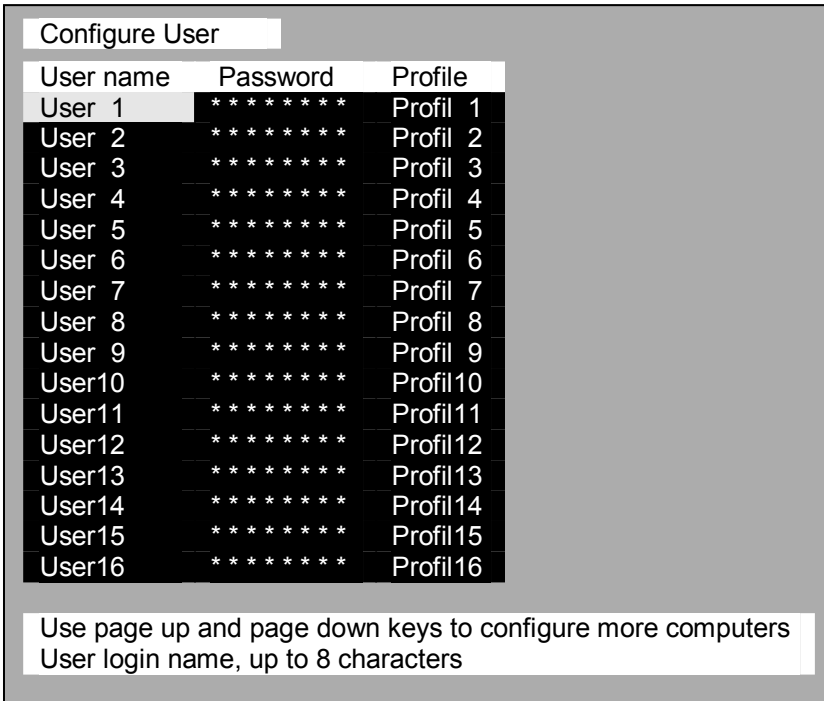 Configure User
User name Password Profile
User 1 * * * * * * * * Profil 1
User 2 * * * * * * * * Profil 2
User 3 * * * * * * * * Profil 3
User 4 * * * * * * * * Profil 4
User 5 * * * * * * * * Profil 5
User 6 * * * * * * * * Profil 6
User 7 * * * * * * * * Profil 7
User 8 * * * * * * * * Profil 8
User 9 * * * * * * * * Profil 9
User10 * * * * * * * * Profil10
User11 * * * * * * * * Profil11
User12 * * * * * * * * Profil12
User13 * * * * * * * * Profil13
User14 * * * * * * * * Profil14
User15 * * * * * * * * Profil15
User16 * * * * * * * * Profil16
Use page up and page down keys to configure more computers
User login name, up to 8 characters